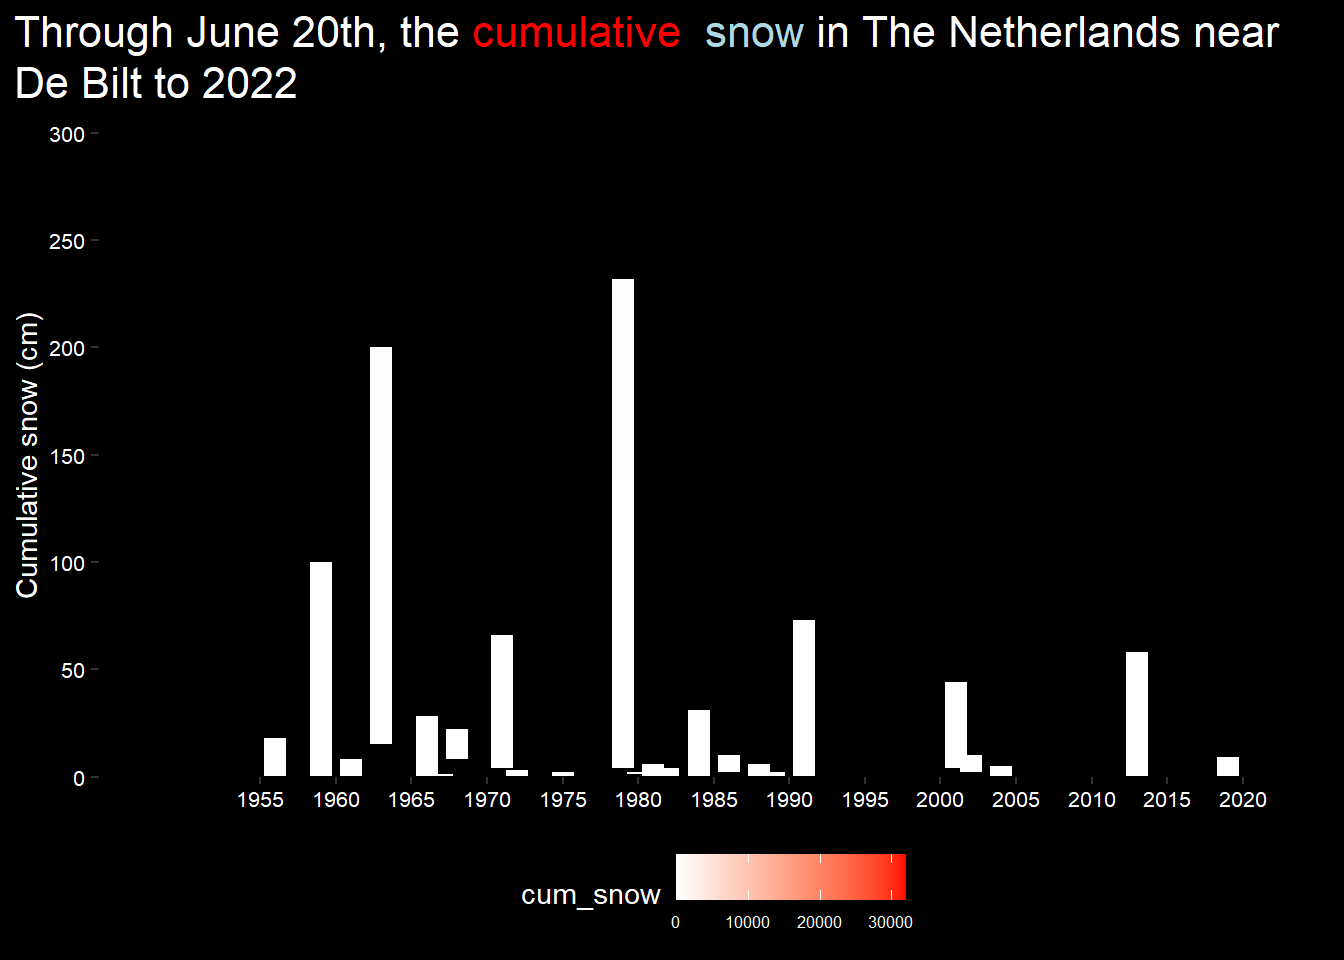 Through June 20th, the cumulative  snow in The Netherlands near
De Bilt to 2022
300
250
200
150
100
50
0
Cumulative snow (cm)
1955 1960 1965 1970 1975 1980 1985 1990 1995 2000 2005 2010 2015 2020
cum_snow
0 10000 20000 30000